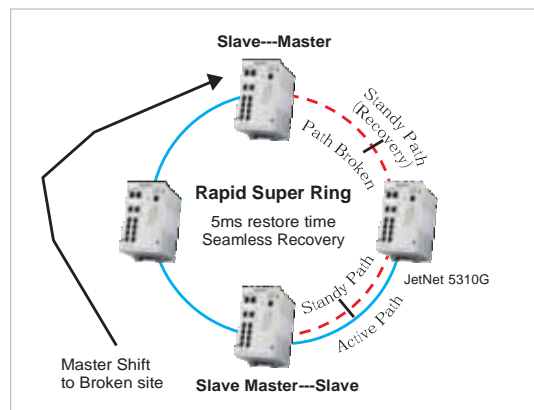 Slave---Master
Standy Path
(Recovery)
Path Broken
Rapid Super Ring
5ms restore time
Seamless Recovery
JetNet 5310G
Standy Path
Active Path
Master Shift
to Broken site
Slave Master---Slave